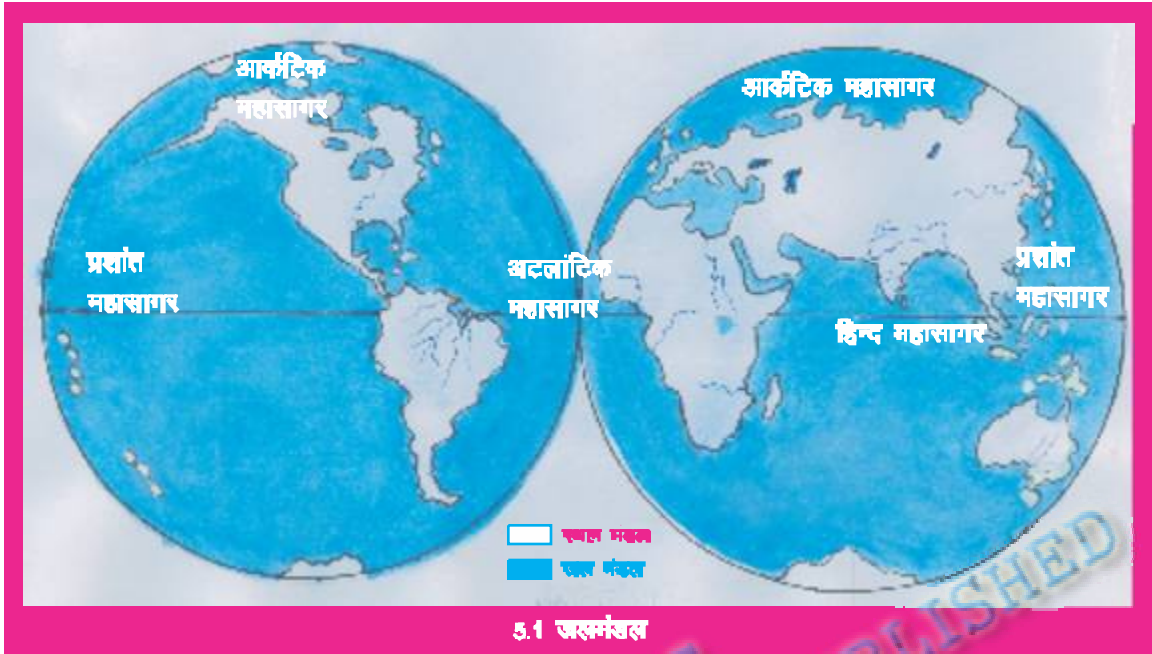 आर्कटिक
महासागर
आर्कटिक महासागर
प्रशांत
महासागर
अटलांटिक
महासागर
प्रशांत
महासागर
हिन्द महासागर
मंडल
जल मंडल
5.1 जलमंडल
LISHED